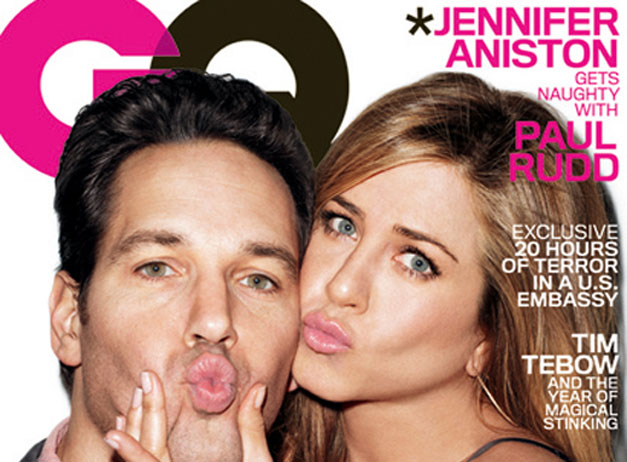 GQ
*JENNIFER
ANISTON
GETS
NAUGHTY
WITH
PAUL
RUDD
EXCLUSIVE
20 HOURS
OF TERROR
IN A U.S.
EMBASSY
TIM
TEBOW
AND THE
YEAR OF
MAGICAL
STINKING